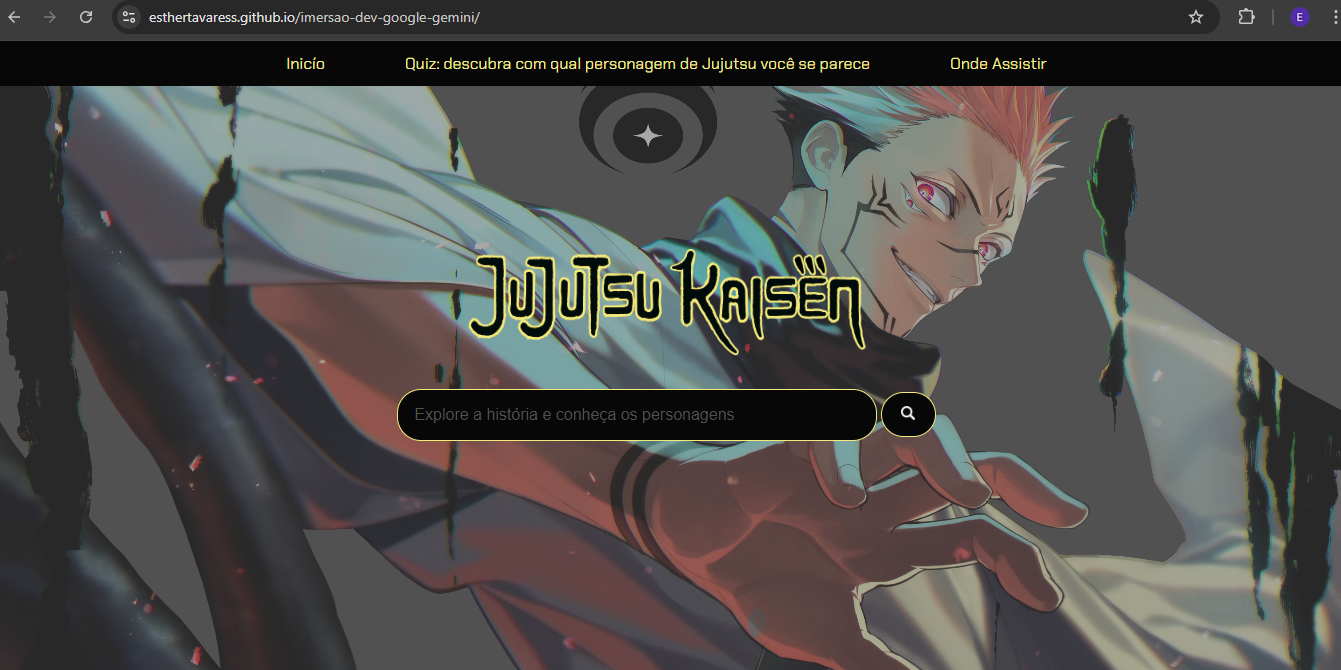 esthertavaress.github.io/imersao-dev-google-gemini/
E
Inicío
Quiz: descubra com qual personagem de Jujutsu você se parece
Onde Assistir
JUJUTSU KAISEN
Explore a história e conheça os personagens